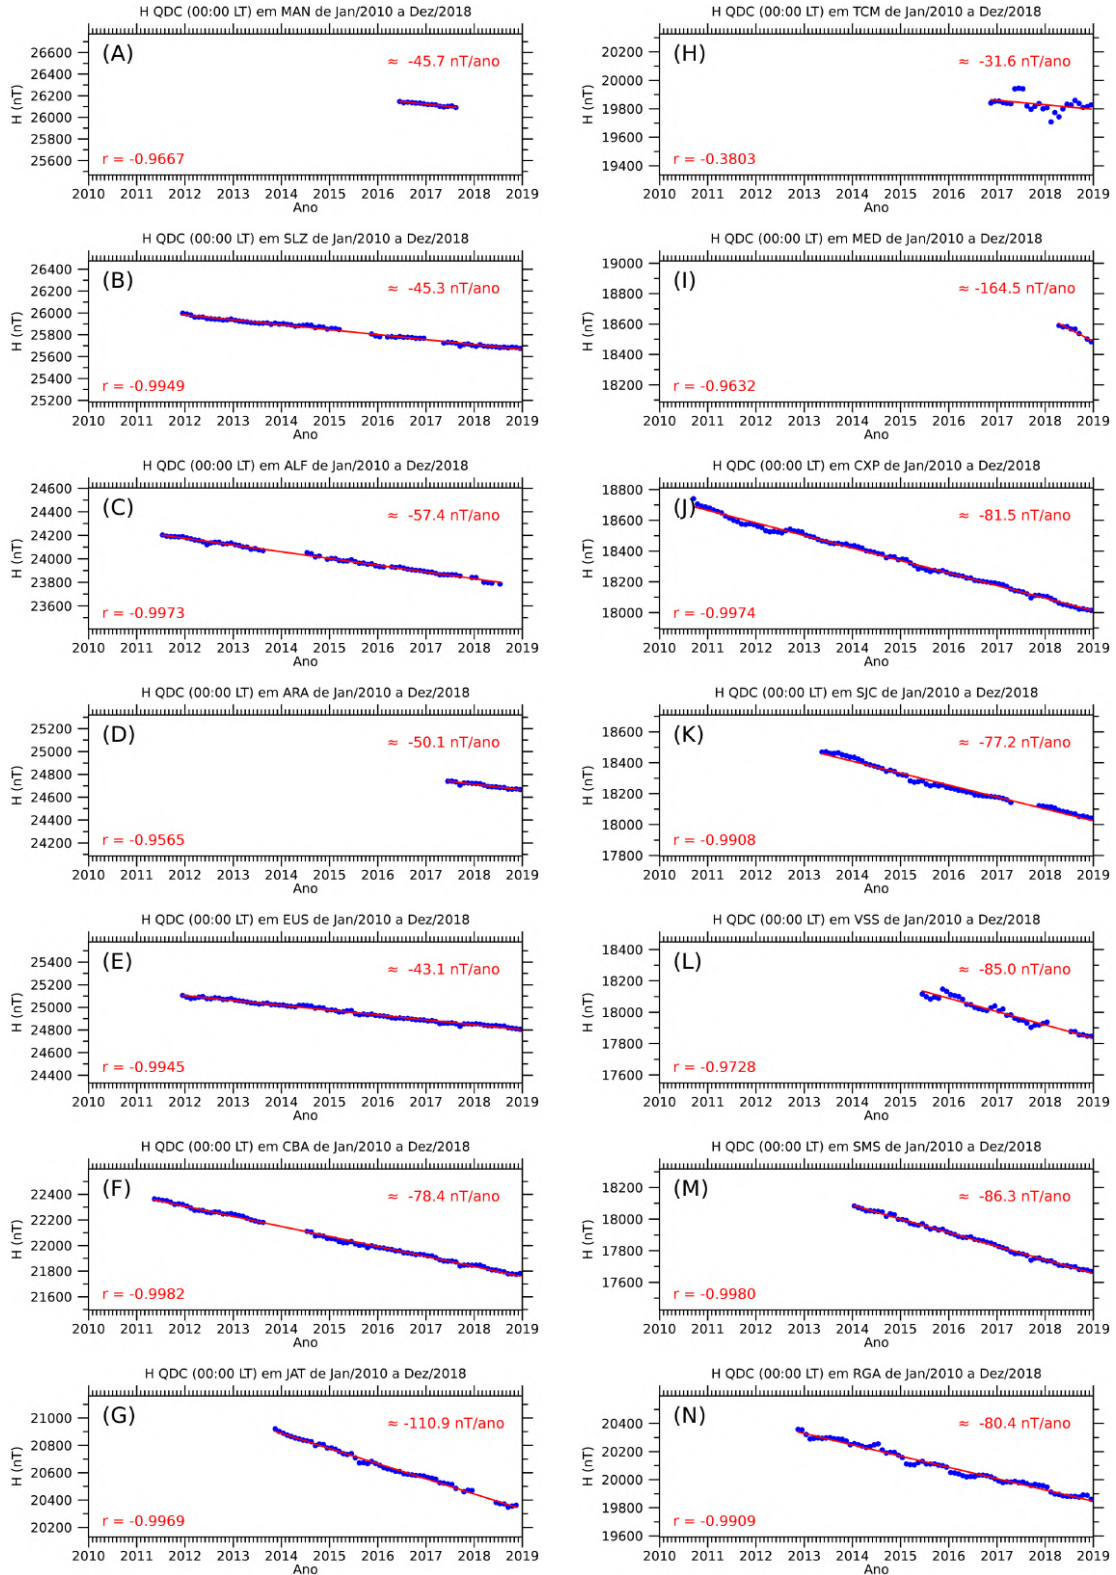 H QDC (00:00 LT) em MAN de Jan/2010 a Dez/2018
(A)
≈ -45.7 nT/ano
r = -0.9667
H (nT)
26600
26400
26200
26000
25800
25600
2010 2011 2012 2013 2014 2015 2016 2017 2018 2019
Ano
H QDC (00:00 LT) em SLZ de Jan/2010 a Dez/2018
(B)
≈ -45.3 nT/ano
r = -0.9949
H (nT)
26400
26200
26000
25800
25600
25400
25200
2010 2011 2012 2013 2014 2015 2016 2017 2018 2019
Ano
H QDC (00:00 LT) em ALF de Jan/2010 a Dez/2018
(C)
≈ -57.4 nT/ano
r = -0.9973
H (nT)
24600
24400
24200
24000
23800
23600
2010 2011 2012 2013 2014 2015 2016 2017 2018 2019
Ano
H QDC (00:00 LT) em ARA de Jan/2010 a Dez/2018
(D)
≈ -50.1 nT/ano
r = -0.9565
H (nT)
25200
25000
24800
24600
24400
24200
2010 2011 2012 2013 2014 2015 2016 2017 2018 2019
Ano
H QDC (00:00 LT) em EUS de Jan/2010 a Dez/2018
(E)
≈ -43.1 nT/ano
r = -0.9945
H (nT)
25400
25200
25000
24800
24600
24400
2010 2011 2012 2013 2014 2015 2016 2017 2018 2019
Ano
H QDC (00:00 LT) em CBA de Jan/2010 a Dez/2018
(F)
≈ -78.4 nT/ano
r = -0.9982
H (nT)
22400
22200
22000
21800
21600
2010 2011 2012 2013 2014 2015 2016 2017 2018 2019
Ano
H QDC (00:00 LT) em JAT de Jan/2010 a Dez/2018
(G)
≈ -110.9 nT/ano
r = -0.9969
H (nT)
21000
20800
20600
20400
20200
2010 2011 2012 2013 2014 2015 2016 2017 2018 2019
Ano
H QDC (00:00 LT) em TCM de Jan/2010 a Dez/2018
(H)
≈ -31.6 nT/ano
r = -0.3803
H (nT)
20200
20000
19800
19600
19400
2010 2011 2012 2013 2014 2015 2016 2017 2018 2019
Ano
H QDC (00:00 LT) em MED de Jan/2010 a Dez/2018
(I)
≈ -164.5 nT/ano
r = -0.9632
H (nT)
19000
18800
18600
18400
18200
2010 2011 2012 2013 2014 2015 2016 2017 2018 2019
Ano
H QDC (00:00 LT) em CXP de Jan/2010 a Dez/2018
(J)
≈ -81.5 nT/ano
r = -0.9974
H (nT)
18800
18600
18400
18200
18000
2010 2011 2012 2013 2014 2015 2016 2017 2018 2019
Ano
H QDC (00:00 LT) em SJC de Jan/2010 a Dez/2018
(K)
≈ -77.2 nT/ano
r = -0.9908
H (nT)
18600
18400
18200
18000
17800
2010 2011 2012 2013 2014 2015 2016 2017 2018 2019
Ano
H QDC (00:00 LT) em VSS de Jan/2010 a Dez/2018
(L)
≈ -85.0 nT/ano
r = -0.9728
H (nT)
18400
18200
18000
17800
17600
2010 2011 2012 2013 2014 2015 2016 2017 2018 2019
Ano
H QDC (00:00 LT) em SMS de Jan/2010 a Dez/2018
(M)
≈ -86.3 nT/ano
r = -0.9980
H (nT)
18200
18000
17800
17600
2010 2011 2012 2013 2014 2015 2016 2017 2018 2019
Ano
H QDC (00:00 LT) em RGA de Jan/2010 a Dez/2018
(N)
≈ -80.4 nT/ano
r = -0.9909
H (nT)
20400
20200
20000
19800
19600
2010 2011 2012 2013 2014 2015 2016 2017 2018 2019
Ano